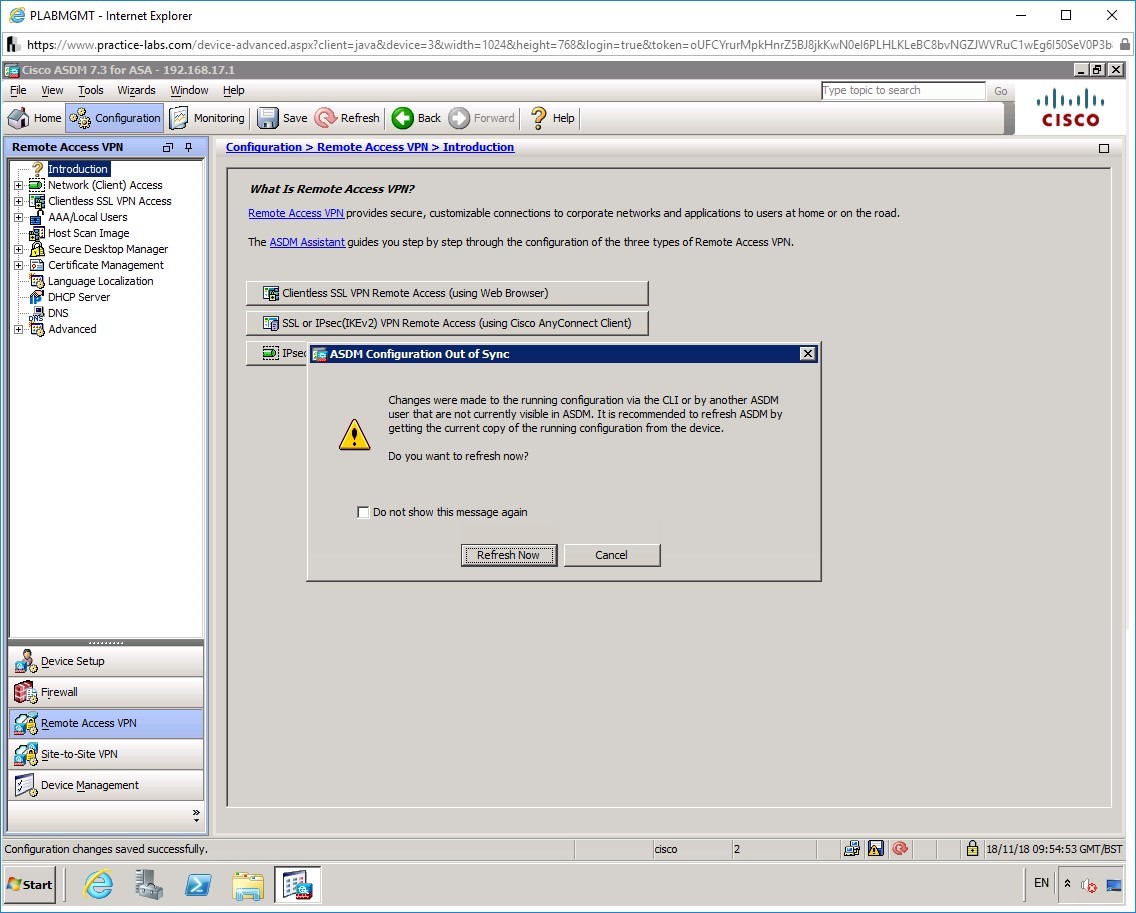 PLABMGMT - Internet Explorer
https://www.practice-labs.com/device-advanced.aspx?client=java&device=3&width=1024&height=768&login=true&token=
Cisco ASDM 7.3 for ASA - 192.168.17.1
File View Tools Wizards Window Help
Type topic to search Go
Home Configuration Monitoring Save Refresh Back Forward Help
CISCO
Remote Access VPN
Introduction
Network (Client) Access
Clientless SSL VPN Access
AAA/Local Users
Host Scan Image
Secure Desktop Manager
Certificate Management
Language Localization
DHCP Server
DNS
Advanced
Device Setup
Firewall
Remote Access VPN
Site-to-Site VPN
Device Management
Configuration > Remote Access VPN > Introduction
What Is Remote Access VPN?
Remote Access VPN provides secure, customizable connections to corporate networks and applications to users at home or on the road.
The ASDM Assistant guides you step by step through the configuration of the three types of Remote Access VPN.
Clientless SSL VPN Remote Access (using Web Browser)
SSL or IPsec(IKEv2) VPN Remote Access (using Cisco AnyConnect Client)
IPsec
ASDM Configuration Out of Sync
Changes were made to the running configuration via the CLI or by another ASDM
user that are not currently visible in ASDM. It is recommended to refresh ASDM by
getting the current copy of the running configuration from the device.
Do you want to refresh now?
Do not show this message again
Refresh Now Cancel
Configuration changes saved successfully.
cisco 2 18/11/18 09:54:53 GMT/BST
Start EN